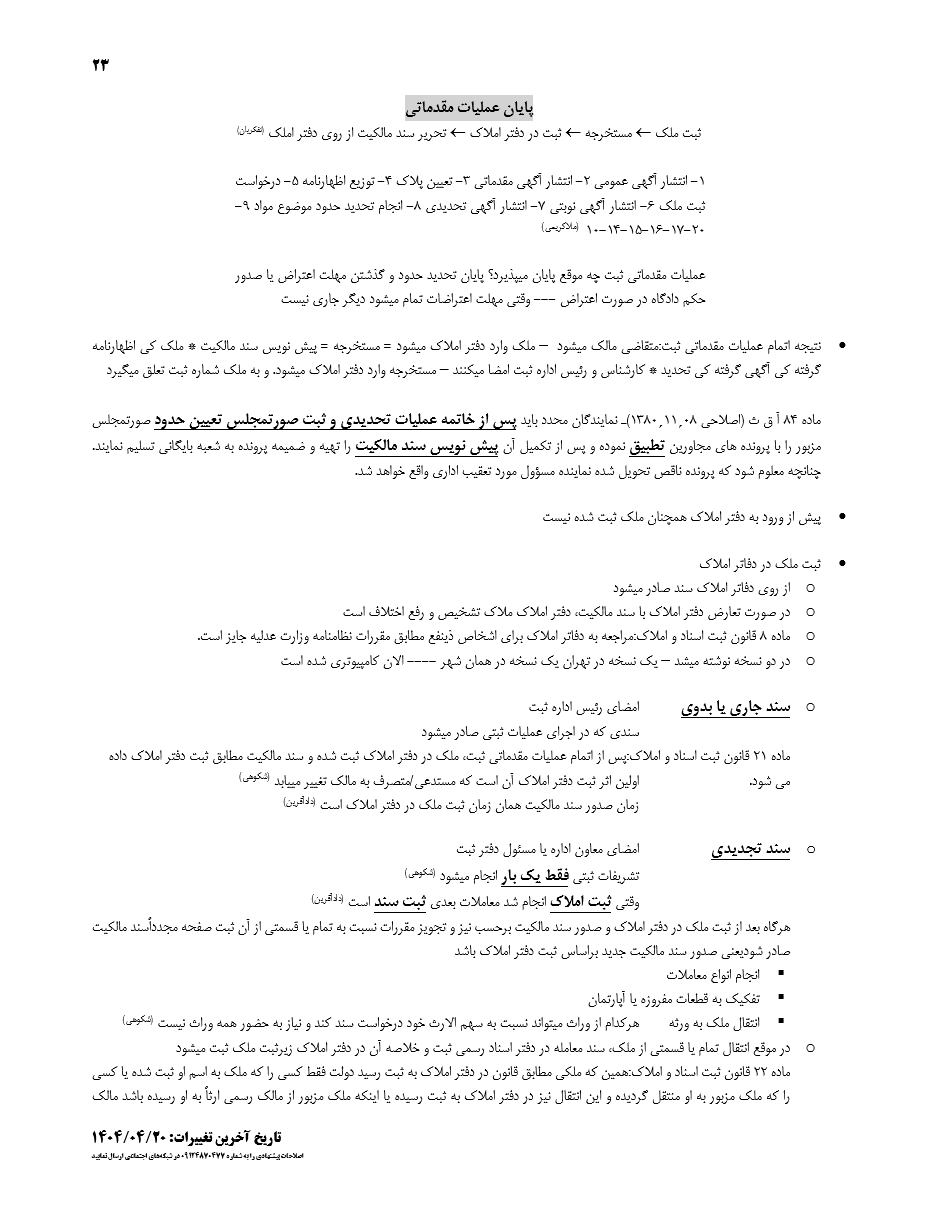 ۲۳
پایان عملیات مقدماتی
ثبت ملک ← مستخرجه ← ثبت در دفتر املاک ← تحریر سند مالکیت از روی دفتر املک (تفکریان)
۱- انتشار آگهی عمومی ۲- انتشار آگهی مقدماتی ۳- تعیین پلاک ۴- توزیع اظهارنامه ۵- درخواست
ثبت ملک ۶- انتشار آگهی نوبتی ۷- انتشار آگهی تحدیدی ۸- انجام تحدید حدود موضوع مواد ۹-
۱۰-۱۴-۱۵-۱۶-۱۷-۲۰ (ملاکریمی)
عملیات مقدماتی ثبت چه موقع پایان میپذیرد؟ پایان تحدید حدود و گذشتن مهلت اعتراض یا صدور
حکم دادگاه در صورت اعتراض --- وقتی مهلت اعتراضات تمام میشود دیگر جاری نیست
● نتیجه اتمام عملیات مقدماتی ثبت:متقاضی مالک میشود – ملک وارد دفتر املاک میشود = مستخرجه = پیش نویس سند مالکیت * ملک کی اظهارنامه
گرفته کی آگهی گرفته کی تحدید * کارشناس و رئیس اداره ثبت امضا میکنند – مستخرجه وارد دفتر املاک میشود. و به ملک شماره ثبت تعلق میگیرد
ماده ۸۴ آ ق ث (اصلاحی ۱۳۸۰٫۱۱٫۰۸)ـ نمایندگان محدد باید پس از خاتمه عملیات تحدیدی و ثبت صورتمجلس تعیین حدود صورتمجلس
مزبور را با پرونده های مجاورین تطبیق نموده و پس از تکمیل آن پیش نویس سند مالکیت را تهیه و ضمیمه پرونده به شعبه بایگانی تسلیم نمایند.
چنانچه معلوم شود که پرونده ناقص تحویل شده نماینده مسؤول مورد تعقیب اداری واقع خواهد شد.
● پیش از ورود به دفتر املاک همچنان ملک ثبت شده نیست
● ثبت ملک در دفاتر املاک
○ از روی دفاتر املاک سند صادر میشود
○ در صورت تعارض دفتر املاک با سند مالکیت، دفتر املاک ملاک تشخیص و رفع اختلاف است
○ ماده ۸ قانون ثبت اسناد و املاک:مراجعه به دفاتر املاک برای اشخاص ذینفع مطابق مقررات نظامنامه وزارت عدلیه جایز است.
○ در دو نسخه نوشته میشد – یک نسخه در تهران یک نسخه در همان شهر ---- الان کامپیوتری شده است
○ سند جاری یا بدوی امضای رئیس اداره ثبت
سندی که در اجرای عملیات ثبتی صادر میشود
ماده ۲۱ قانون ثبت اسناد و املاک:پس از اتمام عملیات مقدماتی ثبت، ملک در دفتر املاک ثبت شده و سند مالکیت مطابق ثبت دفتر املاک داده
می شود. اولین اثر ثبت دفتر املاک آن است که مستدعی/متصرف به مالک تغییر مییابد (شکوهی)
زمان صدور سند مالکیت همان زمان ثبت ملک در دفتر املاک است (دادآفرین)
○ سند تجدیدی امضای معاون اداره یا مسئول دفتر ثبت
تشریفات ثبتی فقط یک بار انجام میشود (شکوهی)
وقتی ثبت املاک انجام شد معاملات بعدی ثبت سند است (دادآفرین)
هرگاه بعد از ثبت ملک در دفتر املاک و صدور سند مالکیت برحسب نیز و تجویز مقررات نسبت به تمام یا قسمتی از آن ثبت صفحه مجدداًسند مالکیت
صادر شودیعنی صدور سند مالکیت جدید براساس ثبت دفتر املاک باشد
▪ انجام انواع معاملات
▪ تفکیک به قطعات مفروزه یا آپارتمان
▪ انتقال ملک به ورثه هرکدام از وراث میتواند نسبت به سهم الارث خود درخواست سند کند و نیاز به حضور همه وراث نیست (شکوهی)
○ در موقع انتقال تمام یا قسمتی از ملک، سند معامله در دفتر اسناد رسمی ثبت و خلاصه آن در دفتر املاک زیرثبت ملک ثبت میشود
ماده ۲۲ قانون ثبت اسناد و املاک:همین که ملکی مطابق قانون در دفتر املاک به ثبت رسید دولت فقط کسی را که ملک به اسم او ثبت شده یا کسی
را که ملک مزبور به او منتقل گردیده و این انتقال نیز در دفتر املاک به ثبت رسیده یا اینکه ملک مزبور از مالک رسمی ارثاً به او رسیده باشد مالک
تاریخ آخرین تغییرات: ۱۴۰۴/۰۴/۲۰
اصلاحات پیشنهادی را به شماره ۰۹۱۲۴۸۷۰۴۷۷ در شبکه‌های اجتماعی ارسال نمایید